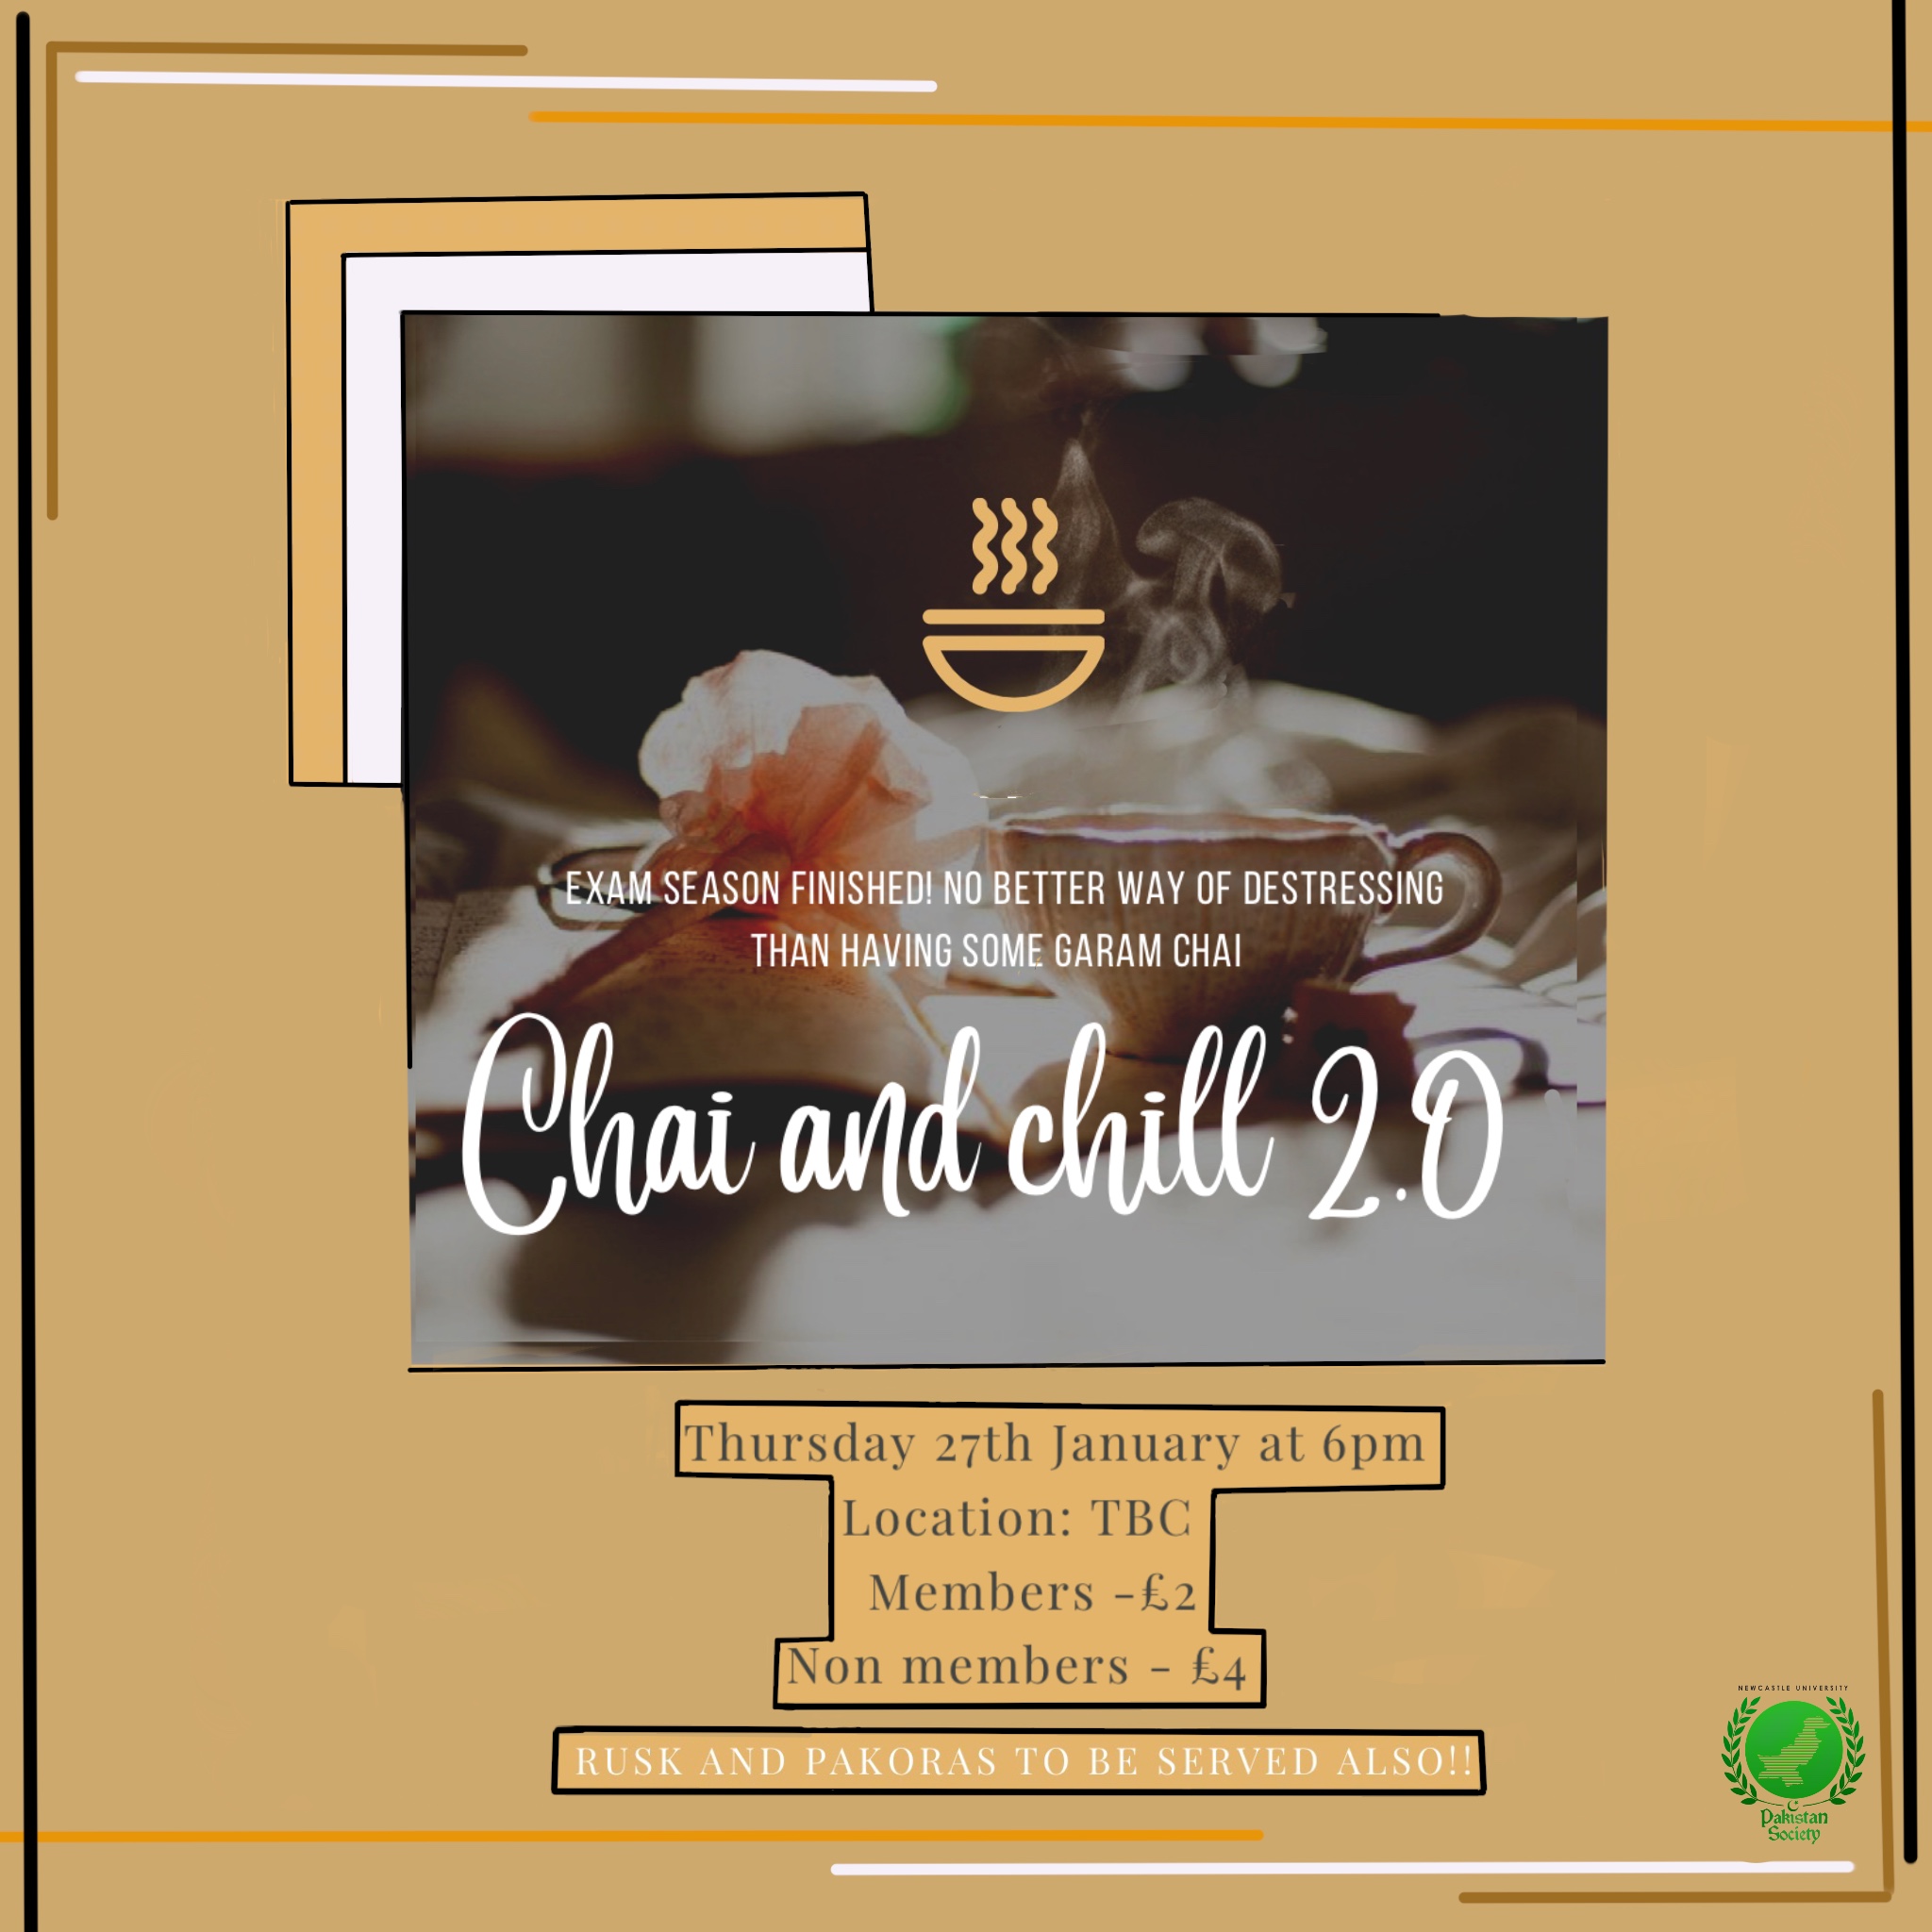 EXAM SEASON FINISHED! NO BETTER WAY OF DESTRESSING
THAN HAVING SOME GARAM CHAI
Chai and chill 2.0
Thursday 27th January at 6pm
Location: TBC
Members -£2
Non members - £4
RUSK AND PAKORAS TO BE SERVED ALSO!!
NEWCASTLE UNIVERSITY
Pakistan
Society